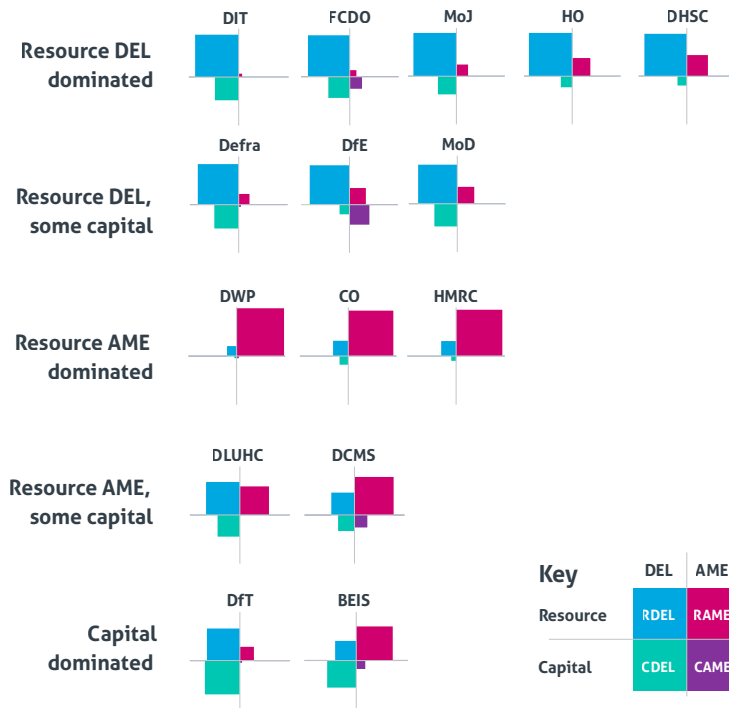 DIT FCDO MoJ HO DHSC
Resource DEL
dominated
Defra DfE MoD
Resource DEL,
some capital
DWP CO HMRC
Resource AME
dominated
DLUHC DCMS
Resource AME,
some capital
DfT BEIS
Capital
dominated
Key DEL AME
Resource RDEL RAME
Capital CDEL CAME